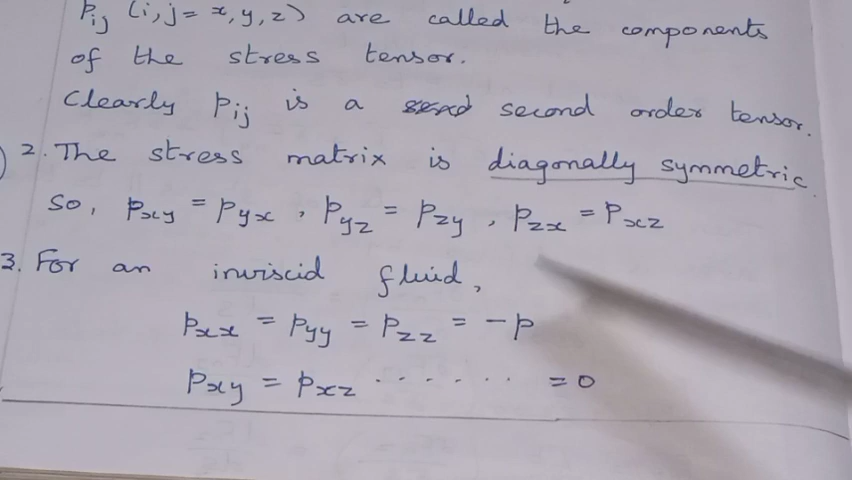 Pij (i,j = x, y, z) are called the components
of the stress tensor.
Clearly Pij is a second order tensor.
2. The stress matrix is diagonally symmetric.
So, Pxy = Pyx, Pyz = Pzy, Pzx = Pxz
3. For an inviscid fluid,
Pxx = Pyy = Pzz = -P
Pxy = Pxz ....... = 0